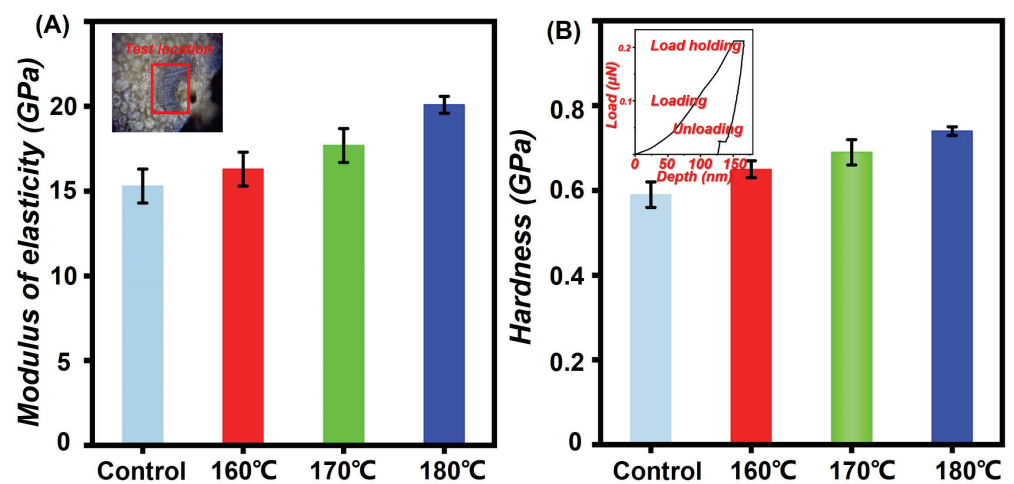 (A)
Modulus of elasticity (GPa)
20
15
10
5
0
Test location
Control 160℃ 170℃ 180℃
(B)
Hardness (GPa)
0.8
0.6
0.4
0.2
0
Load (μN)
0.2
0.1
Load holding
Loading
Unloading
0 50 100 150
Depth (nm)
Control 160℃ 170℃ 180℃